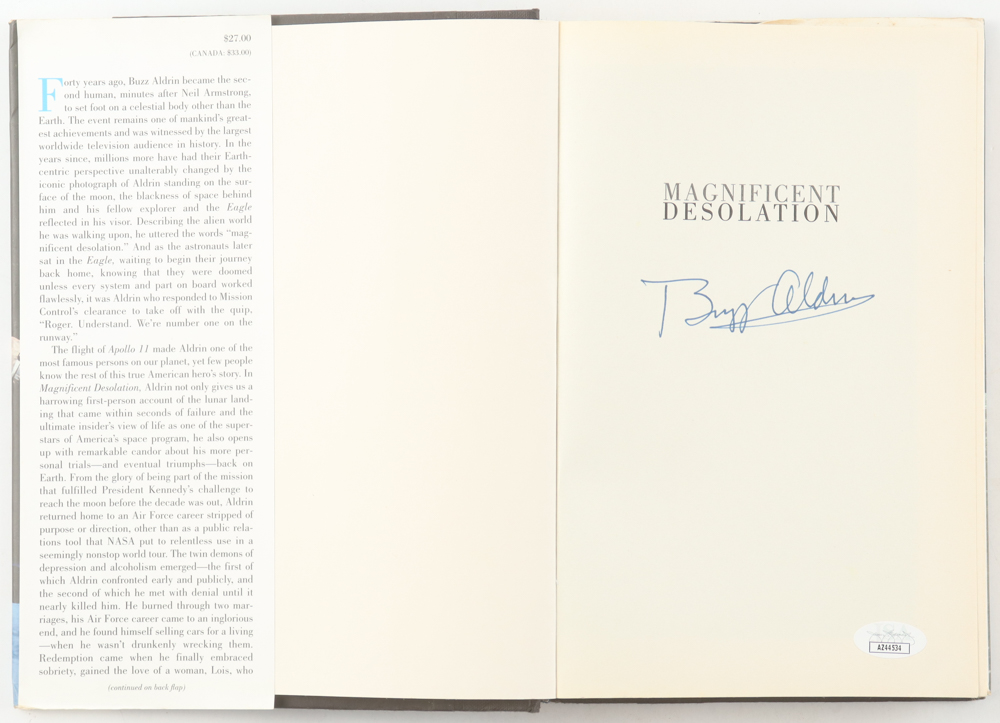 $27.00
(CANADA: $33.00)
Forty years ago, Buzz Aldrin became the sec-
ond human, minutes after Neil Armstrong,
to set foot on a celestial body other than the
Earth. The event remains one of mankind's great-
est achievements and was witnessed by the largest
worldwide television audience in history. In the
years since, millions more have had their Earth-
centric perspective unalterably changed by the
iconic photograph of Aldrin standing on the sur-
face of the moon, the blackness of space behind
him and his fellow explorer and the Eagle
reflected in his visor. Describing the alien world
he was walking upon, he uttered the words “mag-
nificent desolation.” And as the astronauts later
sat in the Eagle, waiting to begin their journey
back home, knowing that they were doomed
unless every system and part on board worked
flawlessly, it was Aldrin who responded to Mission
Control's clearance to take off with the quip,
“Roger. Understand. We're number one on the
runway.”
The flight of Apollo 11 made Aldrin one of the
most famous persons on our planet, yet few people
know the rest of this true American hero's story. In
Magnificent Desolation, Aldrin not only gives us a
harrowing first-person account of the lunar land-
ing that came within seconds of failure and the
ultimate insider's view of life as one of the super-
stars of America's space program, he also opens
up with remarkable candor about his more per-
sonal trials—and eventual triumphs—back on
Earth. From the glory of being part of the mission
that fulfilled President Kennedy's challenge to
reach the moon before the decade was out, Aldrin
returned home to an Air Force career stripped of
purpose or direction, other than as a public rela-
tions tool that NASA put to relentless use in a
seemingly nonstop world tour. The twin demons of
depression and alcoholism emerged—the first of
which Aldrin confronted early and publicly, and
the second of which he met with denial until it
nearly killed him. He burned through two mar-
riages, his Air Force career came to an inglorious
end, and he found himself selling cars for a living
—when he wasn't drunkenly wrecking them.
Redemption came when he finally embraced
sobriety, gained the love of a woman, Lois, who
(continued on back flap)
MAGNIFICENT
DESOLATION
Buzz Aldrin
AZ44534